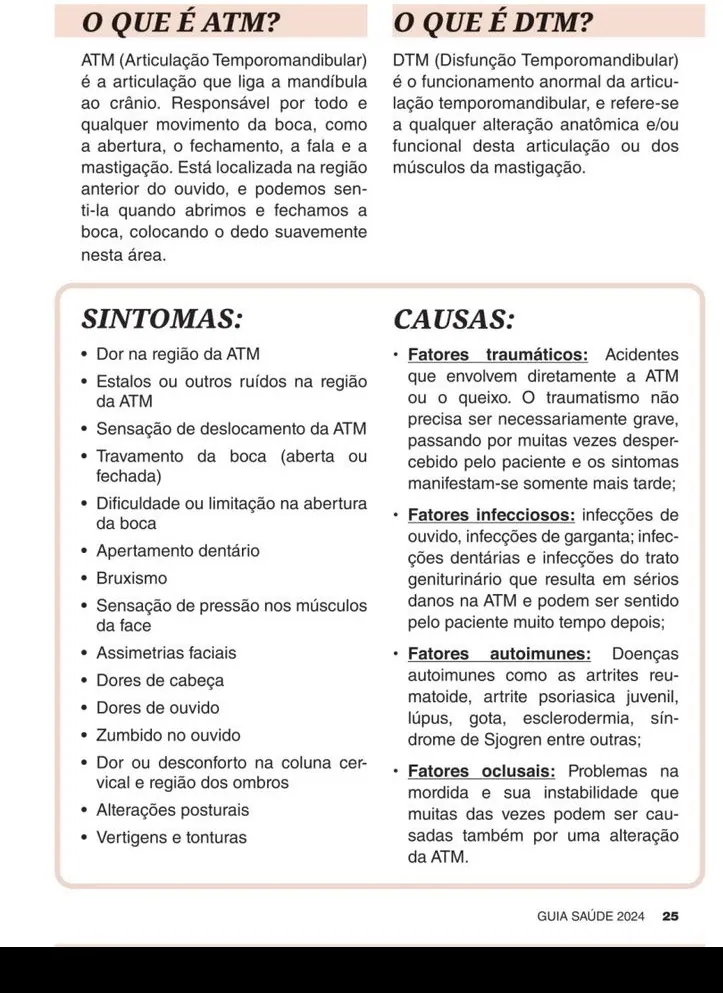 O QUE É ATM?
ATM (Articulação Temporomandibular)
é a articulação que liga a mandíbula
ao crânio. Responsável por todo e
qualquer movimento da boca, como
a abertura, o fechamento, a fala e a
mastigação. Está localizada na região
anterior do ouvido, e podemos sen-
ti-la quando abrimos e fechamos a
boca, colocando o dedo suavemente
nesta área.
O QUE É DTM?
DTM (Disfunção Temporomandibular)
é o funcionamento anormal da articu-
lação temporomandibular, e refere-se
a qualquer alteração anatômica e/ou
funcional desta articulação ou dos
músculos da mastigação.
SINTOMAS:
• Dor na região da ATM
• Estalos ou outros ruídos na região
da ATM
• Sensação de deslocamento da ATM
• Travamento da boca (aberta ou
fechada)
• Dificuldade ou limitação na abertura
da boca
• Apertamento dentário
• Bruxismo
• Sensação de pressão nos músculos
da face
• Assimetrias faciais
• Dores de cabeça
• Dores de ouvido
• Zumbido no ouvido
• Dor ou desconforto na coluna cer-
vical e região dos ombros
• Alterações posturais
• Vertigens e tonturas
CAUSAS:
• Fatores traumáticos: Acidentes
que envolvem diretamente a ATM
ou o queixo. O traumatismo não
precisa ser necessariamente grave,
passando por muitas vezes desper-
cebido pelo paciente e os sintomas
manifestam-se somente mais tarde;
• Fatores infecciosos: infecções de
ouvido, infecções de garganta; infec-
ções dentárias e infecções do trato
geniturinário que resulta em sérios
danos na ATM e podem ser sentido
pelo paciente muito tempo depois;
• Fatores autoimunes: Doenças
autoimunes como as artrites reu-
matoide, artrite psoriasica juvenil,
lúpus, gota, esclerodermia, sín-
drome de Sjogren entre outras;
• Fatores oclusais: Problemas na
mordida e sua instabilidade que
muitas das vezes podem ser cau-
sadas também por uma alteração
da ATM.
GUIA SAÚDE 2024 25